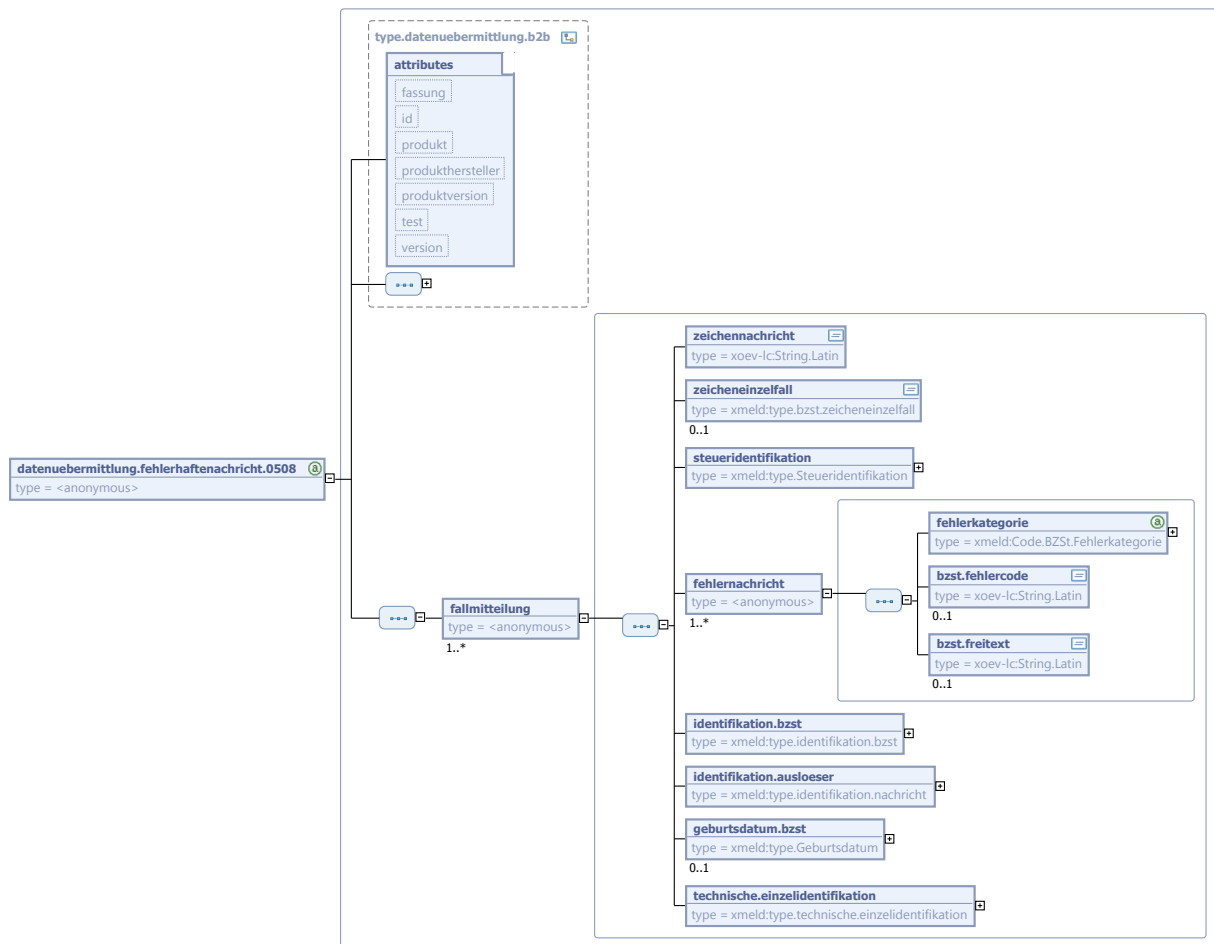 type.datenuebermittlung.b2b
attributes
fassung
id
produkt
produkthersteller
produktversion
test
version
datenuebermittlung.fehlerhaftenachricht.0508
type = <anonymous>
fallmitteilung
type = <anonymous>
1..*
zeichennachricht
type = xoev-lc:String.Latin
zeicheneinzelfall
type = xmeld:type.bzst.zeicheneinzelfall
0..1
steueridentifikation
type = xmeld:type.Steueridentifikation
fehlernachricht
type = <anonymous>
1..*
fehlerkategorie
type = xmeld:Code.BZSt.Fehlerkategorie
bzst.fehlercode
type = xoev-lc:String.Latin
0..1
bzst.freitext
type = xoev-lc:String.Latin
0..1
identifikation.bzst
type = xmeld:type.identifikation.bzst
identifikation.ausloeser
type = xmeld:type.identifikation.nachricht
geburtsdatum.bzst
type = xmeld:type.Geburtsdatum
0..1
technische.einzelidentifikation
type = xmeld:type.technische.einzelidentifikation